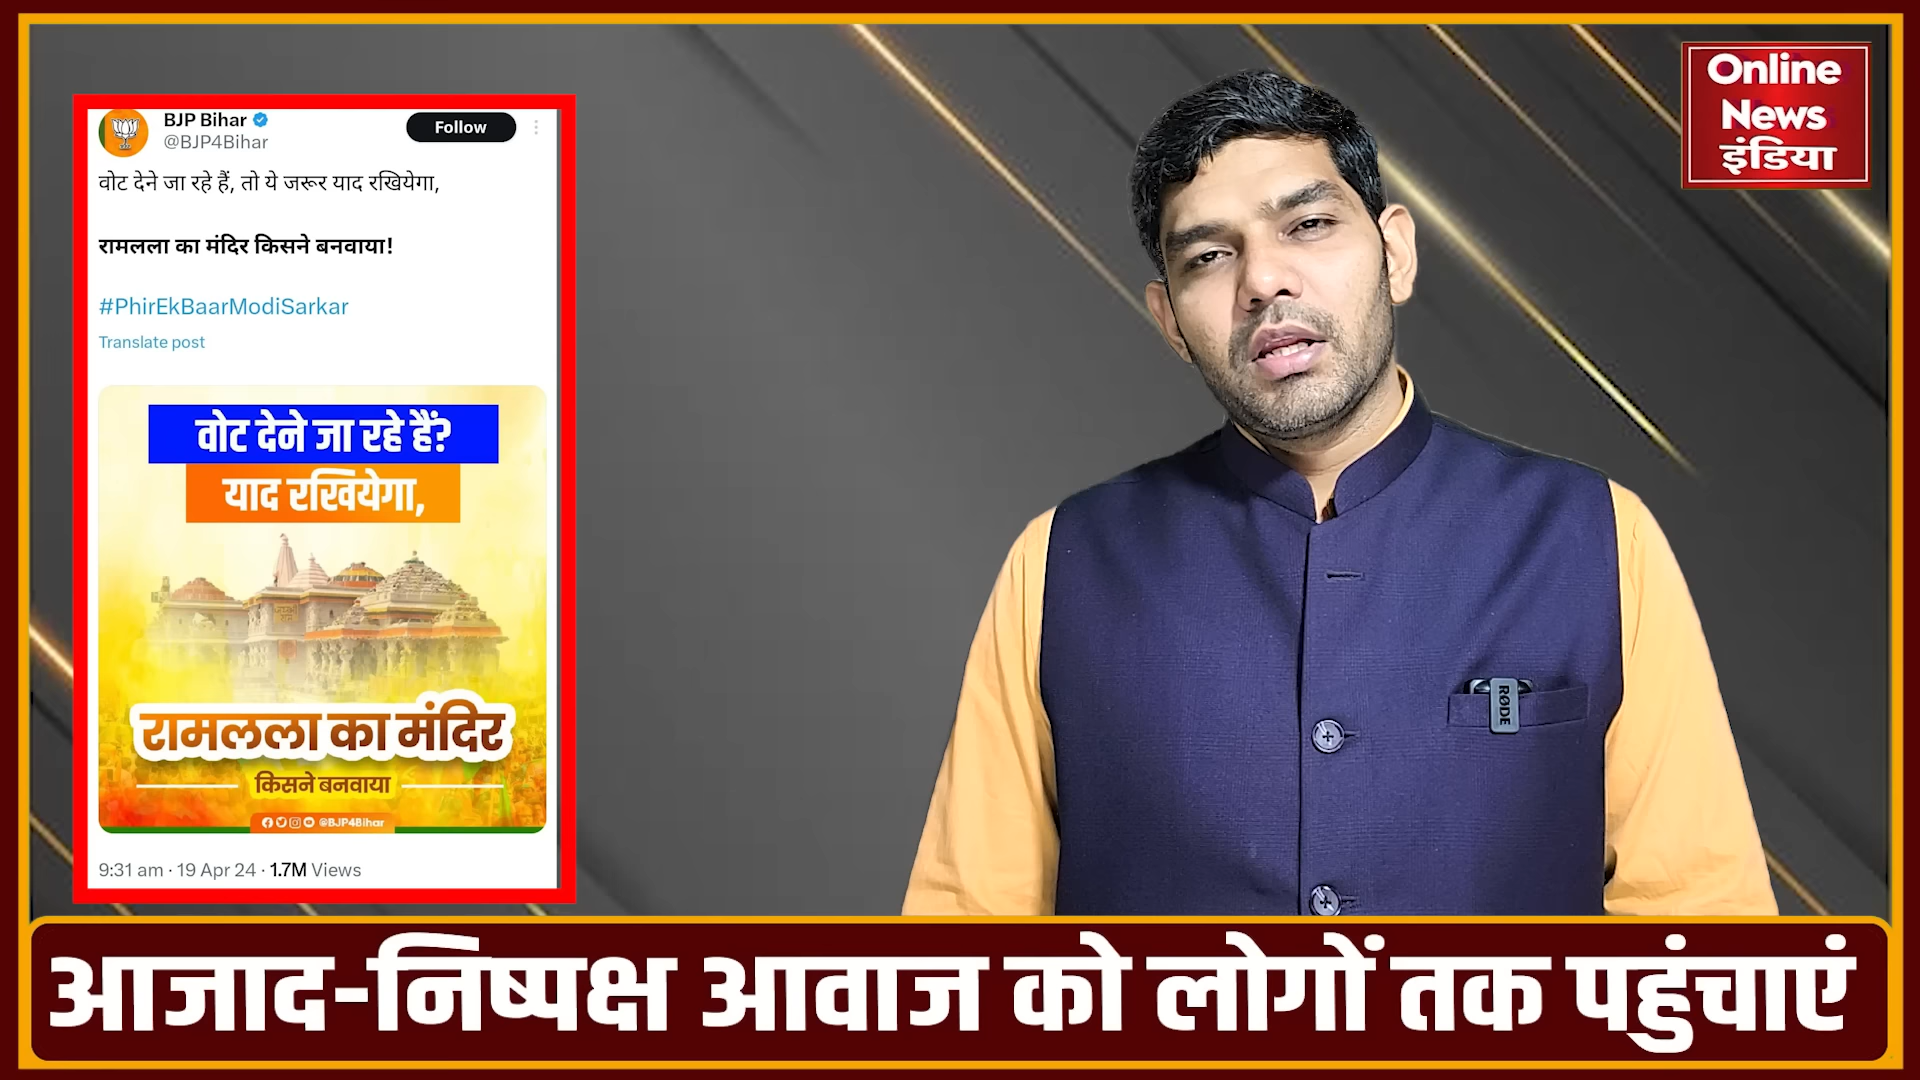 BJP Bihar
@BJP4Bihar
Follow
वोट देने जा रहे हैं, तो ये जरूर याद रखियेगा,
रामलला का मंदिर किसने बनवाया!
#PhirEkBaarModiSarkar
Translate post
वोट देने जा रहे हैं?
याद रखियेगा,
रामलला का मंदिर
किसने बनवाया
@BJP4Bihar
9:31 am · 19 Apr 24 · 1.7M Views
Online
News
इंडिया
RØDE
आजाद-निष्पक्ष आवाज को लोगों तक पहुंचाएं